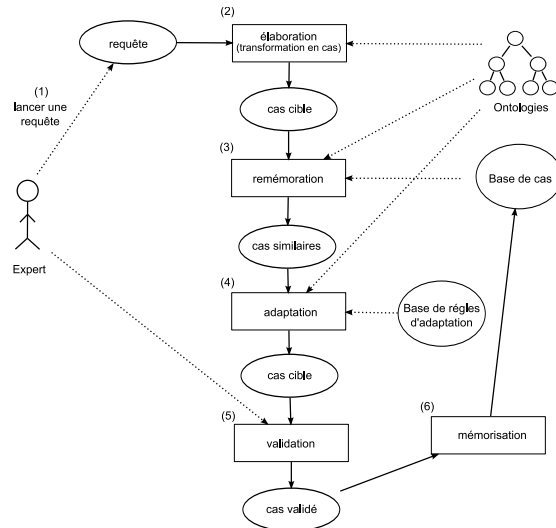 (2)
requête
élaboration
(transformation en cas)
(1)
lancer une
requête
cas cible
Ontologies
(3)
remémoration
Base de cas
cas similaires
Expert
(4)
adaptation
Base de régles
d'adaptation
cas cible
(5)
(6)
validation
mémorisation
cas validé